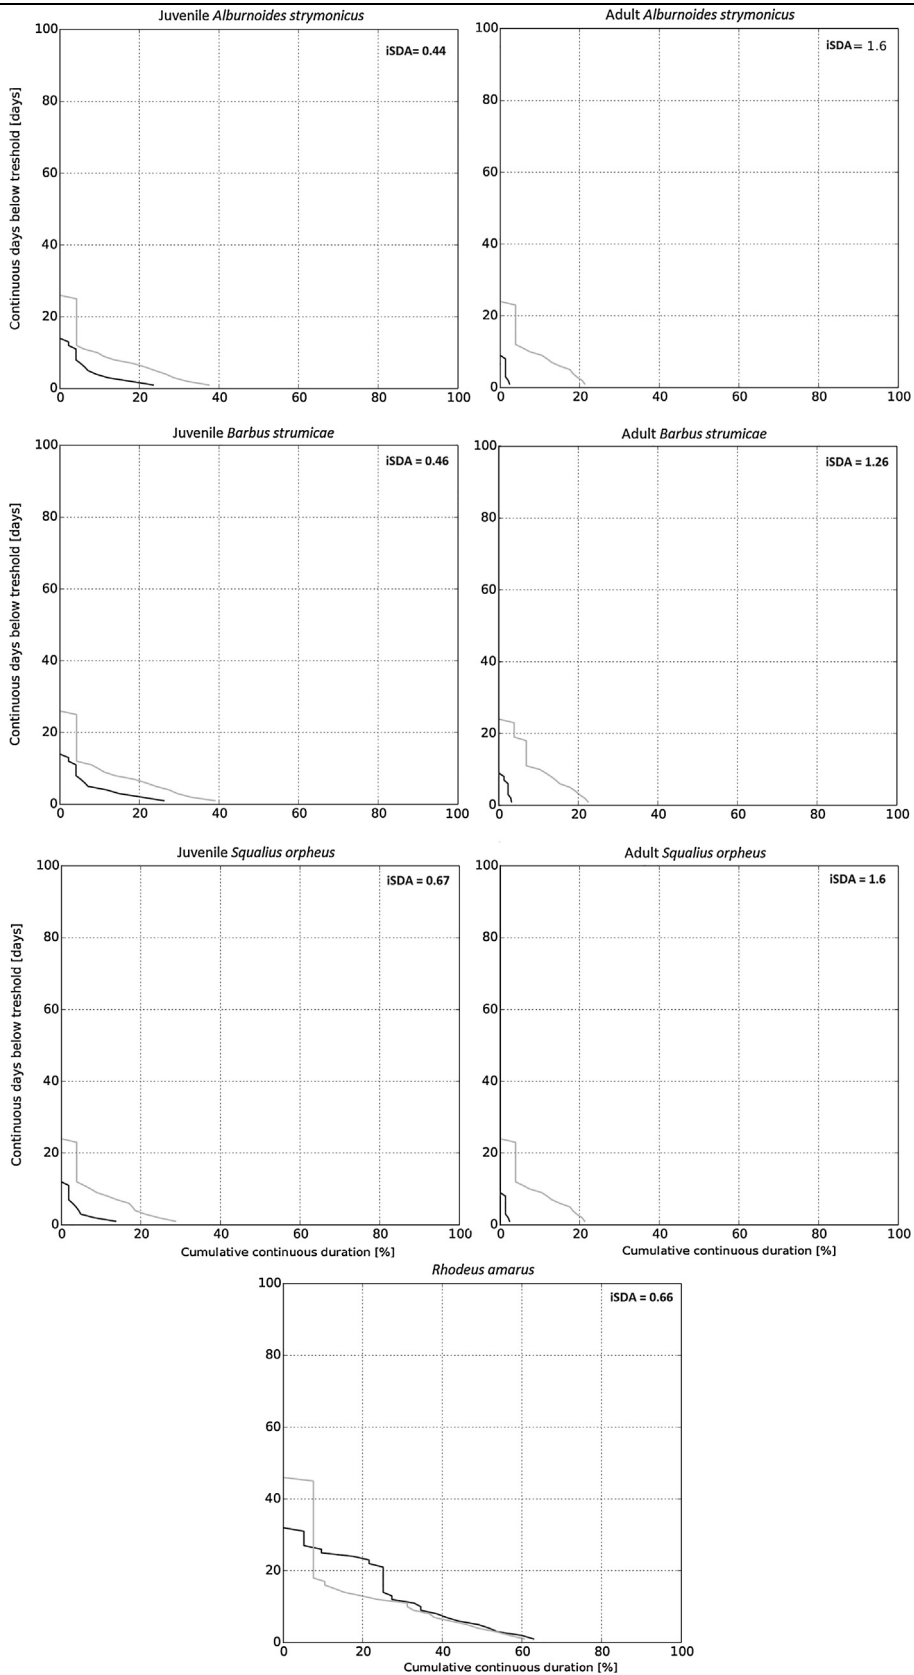 Juvenile Alburnoides strymonicus
Adult Alburnoides strymonicus
iSDA= 0.44
iSDA= 1.6
Continuous days below treshold [days]
100
80
60
40
20
0
0 20 40 60 80 100
100
80
60
40
20
0
0 20 40 60 80 100
Juvenile Barbus strumicae
Adult Barbus strumicae
iSDA = 0.46
iSDA = 1.26
Continuous days below treshold [days]
100
80
60
40
20
0
0 20 40 60 80 100
100
80
60
40
20
0
0 20 40 60 80 100
Juvenile Squalius orpheus
Adult Squalius orpheus
iSDA = 0.67
iSDA = 1.6
Continuous days below treshold [days]
100
80
60
40
20
0
0 20 40 60 80 100
Cumulative continuous duration [%]
100
80
60
40
20
0
0 20 40 60 80 100
Cumulative continuous duration [%]
Rhodeus amarus
iSDA = 0.66
100
80
60
40
20
0
0 20 40 60 80 100
Cumulative continuous duration [%]